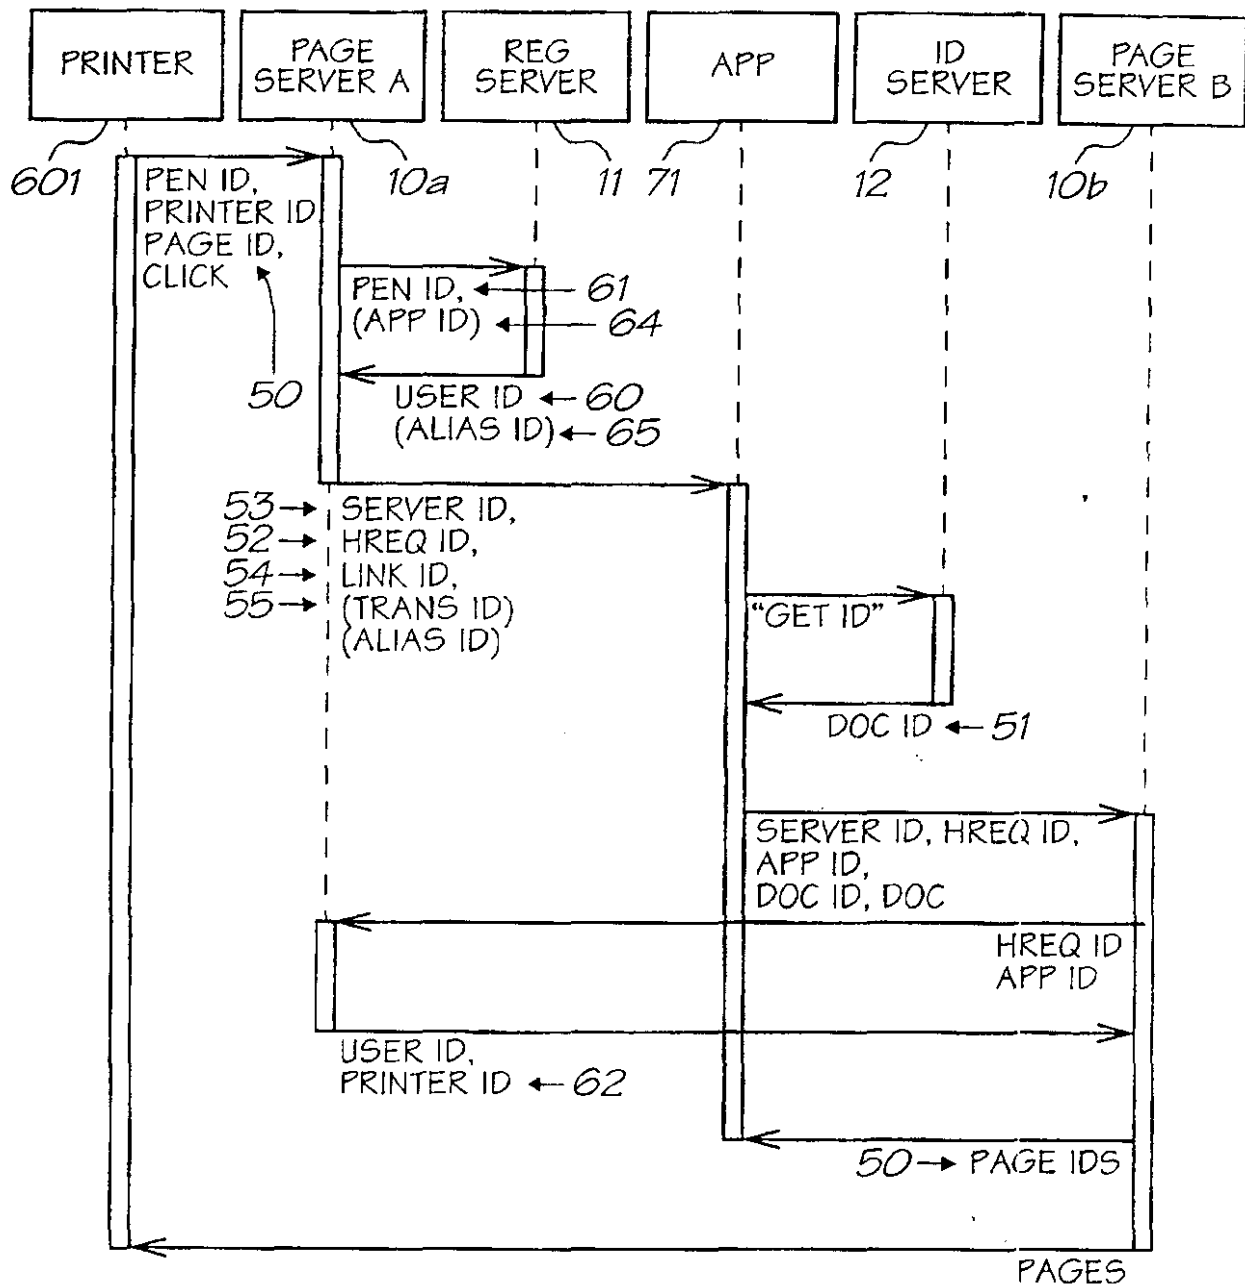 PRINTER
PAGE
SERVER A
REG
SERVER
APP
ID
SERVER
PAGE
SERVER B
601
10a
11
71
12
10b
PEN ID,
PRINTER ID
PAGE ID,
CLICK
50
PEN ID, 61
(APP ID) 64
USER ID 60
(ALIAS ID) 65
53 SERVER ID,
52 HREQ ID,
54 LINK ID,
55 (TRANS ID)
(ALIAS ID)
"GET ID"
DOC ID 51
SERVER ID, HREQ ID,
APP ID,
DOC ID, DOC
HREQ ID
APP ID
USER ID,
PRINTER ID 62
50 PAGE IDS
PAGES